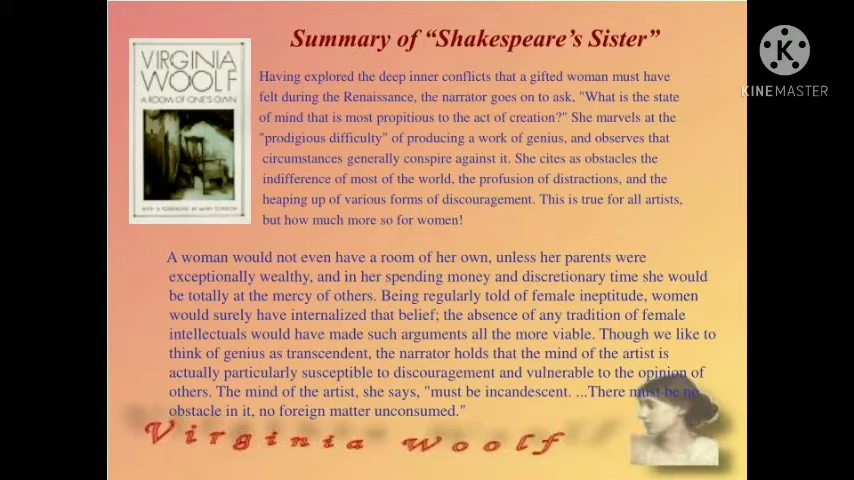 Summary of “Shakespeare’s Sister”
VIRGINIA
WOOLF
A ROOM OF ONE'S OWN
WITH A FOREWORD BY MARY GORDON
K
KINEMASTER
Having explored the deep inner conflicts that a gifted woman must have
felt during the Renaissance, the narrator goes on to ask, "What is the state
of mind that is most propitious to the act of creation?" She marvels at the
"prodigious difficulty" of producing a work of genius, and observes that
circumstances generally conspire against it. She cites as obstacles the
indifference of most of the world, the profusion of distractions, and the
heaping up of various forms of discouragement. This is true for all artists,
but how much more so for women!
A woman would not even have a room of her own, unless her parents were
exceptionally wealthy, and in her spending money and discretionary time she would
be totally at the mercy of others. Being regularly told of female ineptitude, women
would surely have internalized that belief; the absence of any tradition of female
intellectuals would have made such arguments all the more viable. Though we like to
think of genius as transcendent, the narrator holds that the mind of the artist is
actually particularly susceptible to discouragement and vulnerable to the opinion of
others. The mind of the artist, she says, "must be incandescent. ...There must be no
obstacle in it, no foreign matter unconsumed."
Virginia Woolf